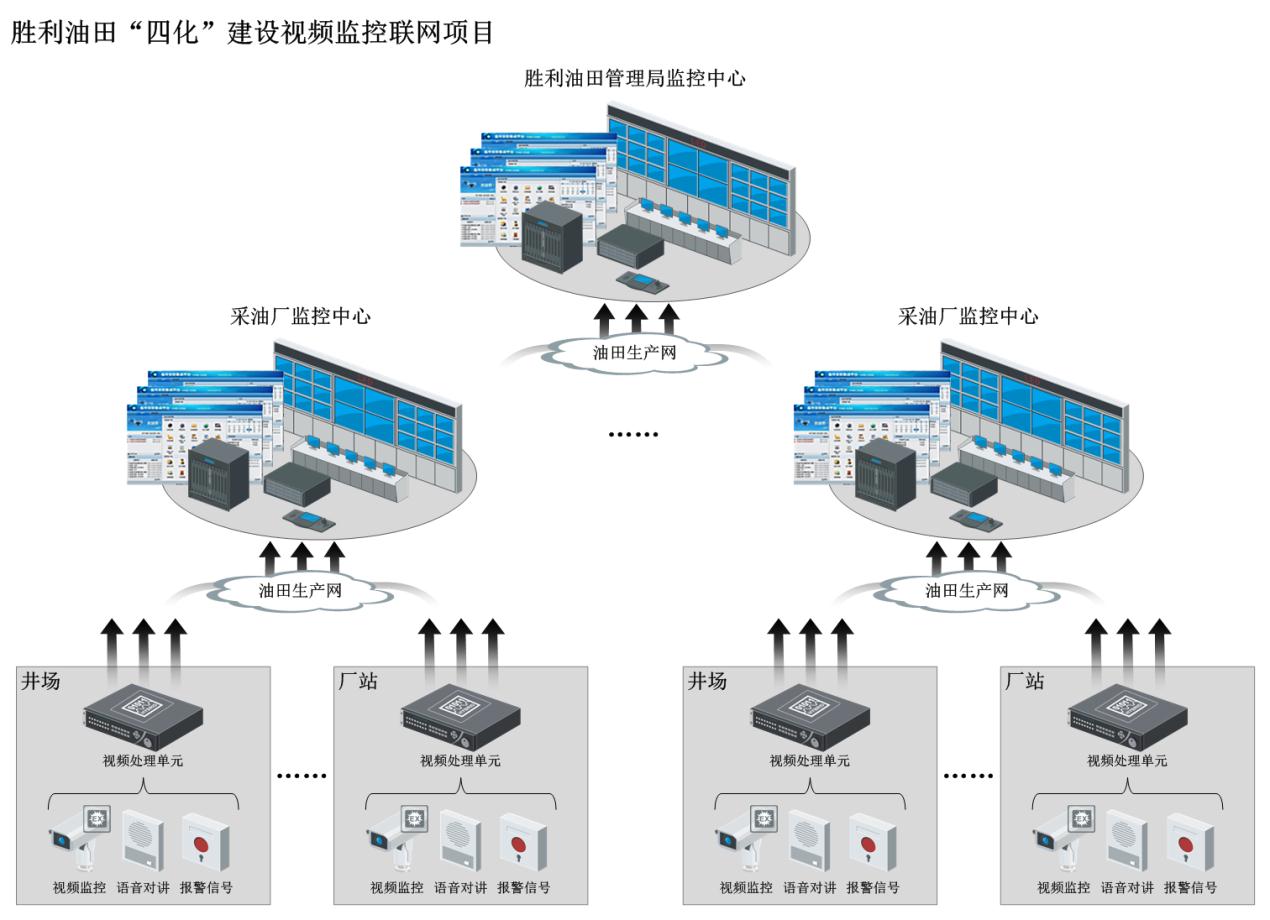 胜利油田“四化”建设视频监控联网项目
胜利油田管理局监控中心
油田生产网
采油厂监控中心
采油厂监控中心
油田生产网
油田生产网
井场
视频处理单元
视频监控 语音对讲 报警信号
厂站
视频处理单元
视频监控 语音对讲 报警信号
井场
视频处理单元
视频监控 语音对讲 报警信号
厂站
视频处理单元
视频监控 语音对讲 报警信号
EX
EX
EX
EX